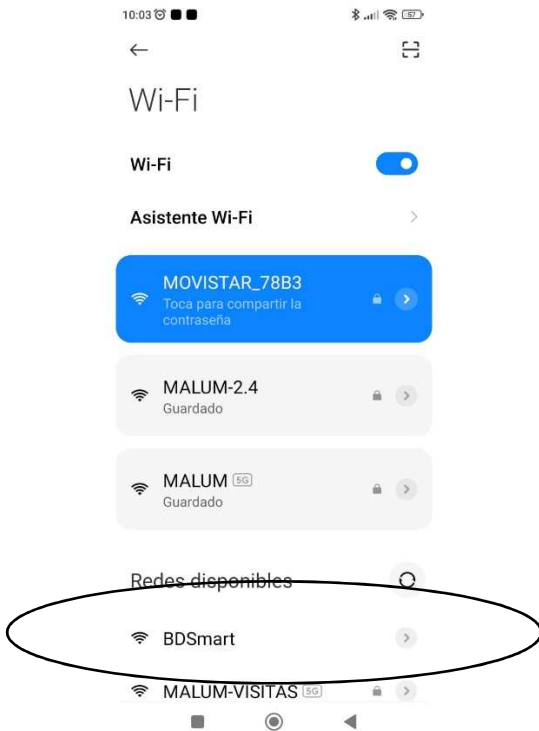 10:03
57
Wi-Fi
Wi-Fi
Asistente Wi-Fi
MOVISTAR_78B3
Toca para compartir la
contraseña
MALUM-2.4
Guardado
MALUM 5G
Guardado
Redes disponibles
BDSmart
MALUM-VISITAS 5G